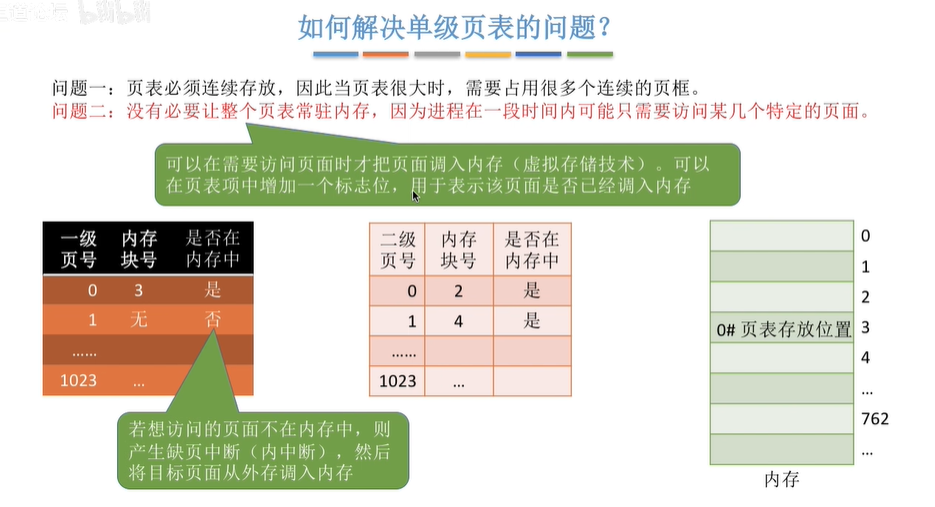 bilibili
如何解决单级页表的问题？
问题一：页表必须连续存放，因此当页表很大时，需要占用很多个连续的页框。
问题二：没有必要让整个页表常驻内存，因为进程在一段时间内可能只需要访问某几个特定的页面。
可以在需要访问页面时才把页面调入内存（虚拟存储技术）。可以
在页表项中增加一个标志位，用于表示该页面是否已经调入内存
一级 内存 是否在
页号 块号 内存中
0 3 是
1 无 否
……
1023 …
若想访问的页面不在内存中，则
产生缺页中断（内中断），然后
将目标页面从外存调入内存
二级 内存 是否在
页号 块号 内存中
0 2 是
1 4 是
……
1023 …
0
1
2
0# 页表存放位置 3
4
…
762
…
内存